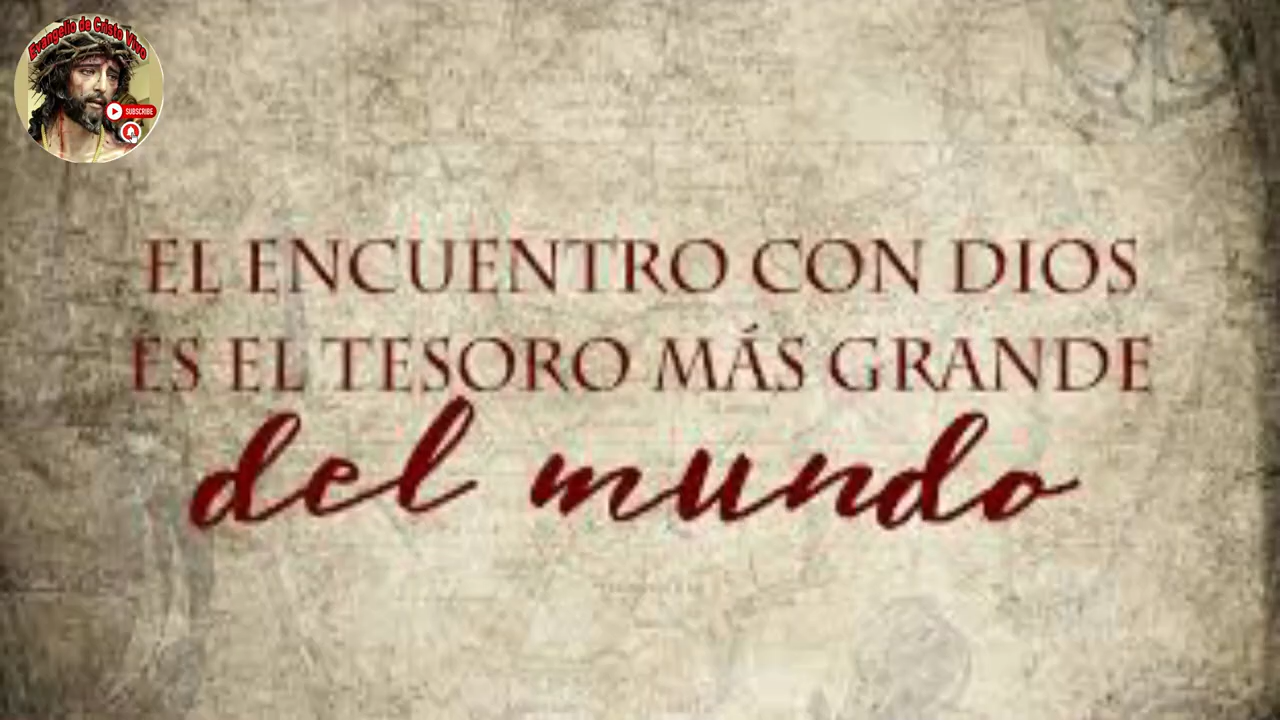 Evangelio de Cristo Vivo
SUBSCRIBE
EL ENCUENTRO CON DIOS
ES EL TESORO MÁS GRANDE
del mundo